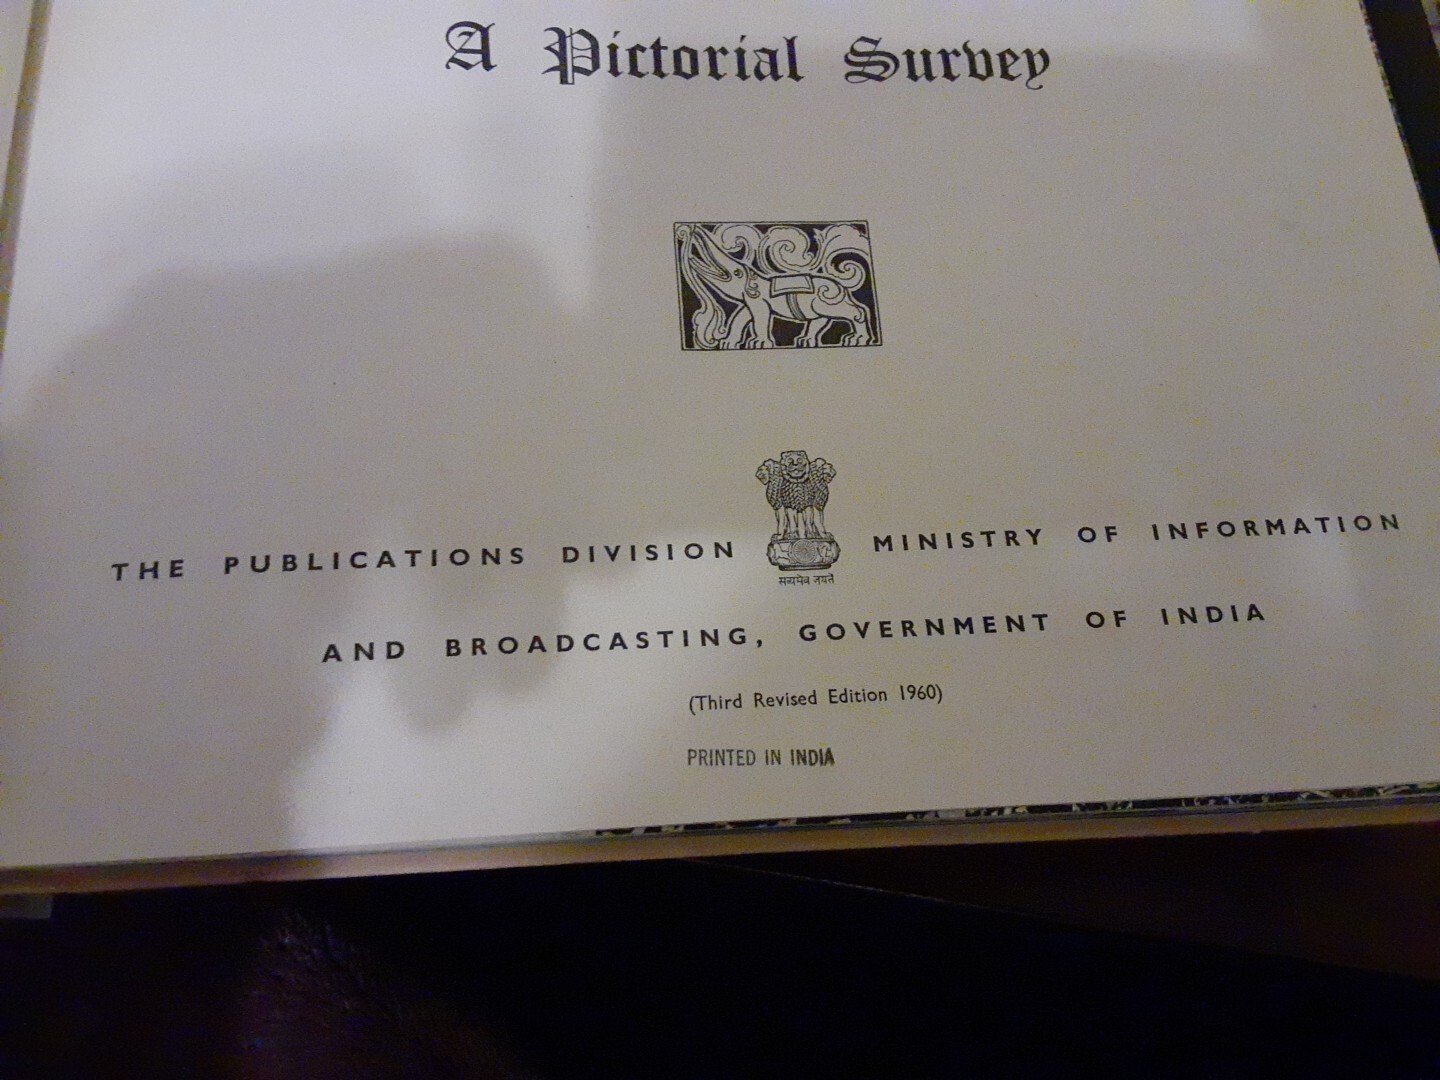 A Pictorial Survey
THE PUBLICATIONS DIVISION MINISTRY OF INFORMATION
सत्यमेव जयते
AND BROADCASTING, GOVERNMENT OF INDIA
(Third Revised Edition 1960)
PRINTED IN INDIA